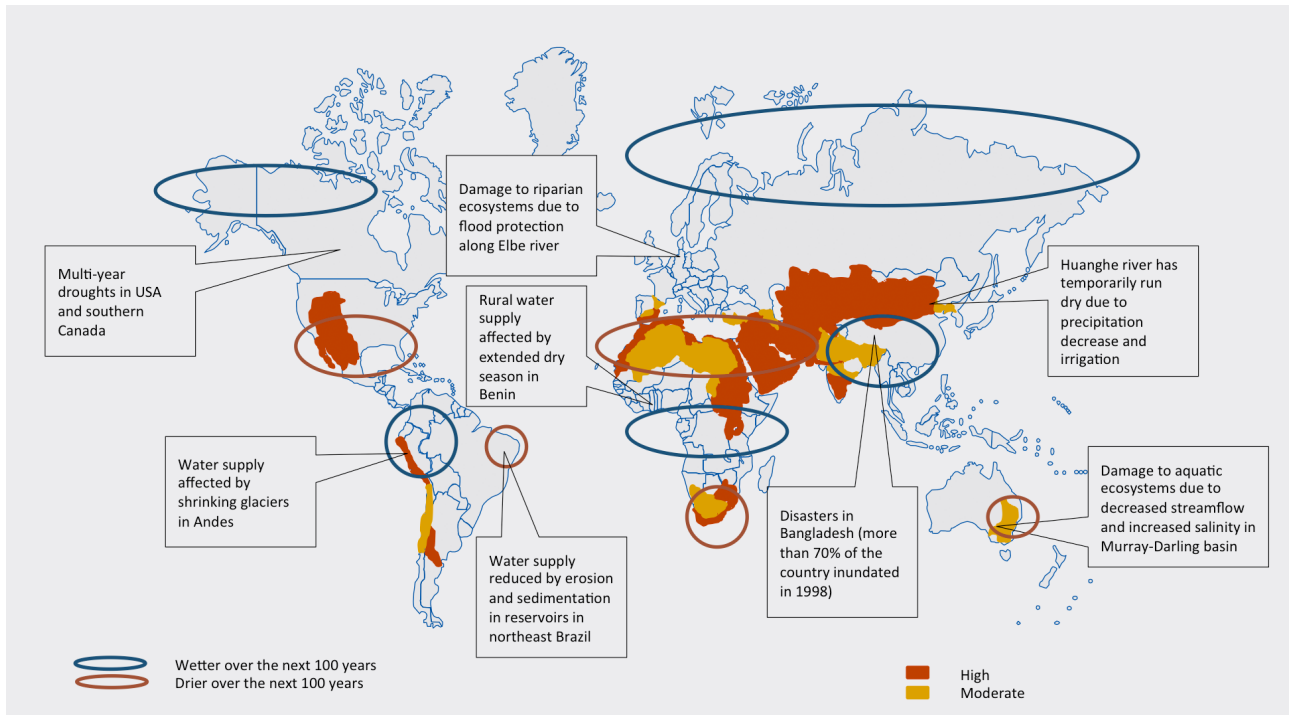 Damage to riparian
ecosystems due to
flood protection
along Elbe river
Multi-year
droughts in USA
and southern
Canada
Huanghe river has
temporarily run
dry due to
precipitation
decrease and
irrigation
Rural water
supply
affected by
extended dry
season in
Benin
Water supply
affected by
shrinking glaciers
in Andes
Damage to aquatic
ecosystems due to
decreased streamflow
and increased salinity in
Murray-Darling basin
Disasters in
Bangladesh (more
than 70% of the
country inundated
in 1998)
Water supply
reduced by erosion
and sedimentation
in reservoirs in
northeast Brazil
Wetter over the next 100 years
Drier over the next 100 years
High
Moderate